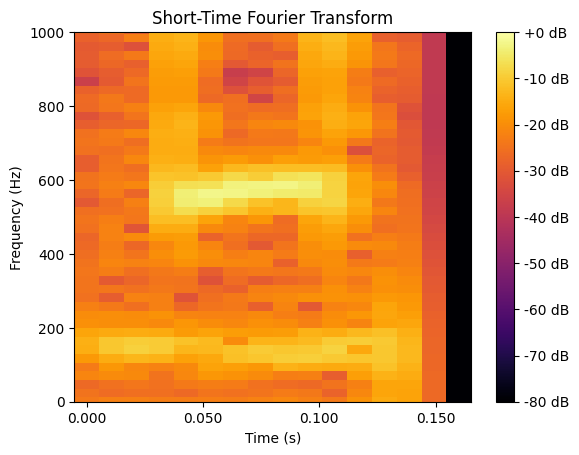 Short-Time Fourier Transform
1000
800
600
400
200
0
Frequency (Hz)
0.000
0.050
0.100
0.150
Time (s)
+0 dB
-10 dB
-20 dB
-30 dB
-40 dB
-50 dB
-60 dB
-70 dB
-80 dB